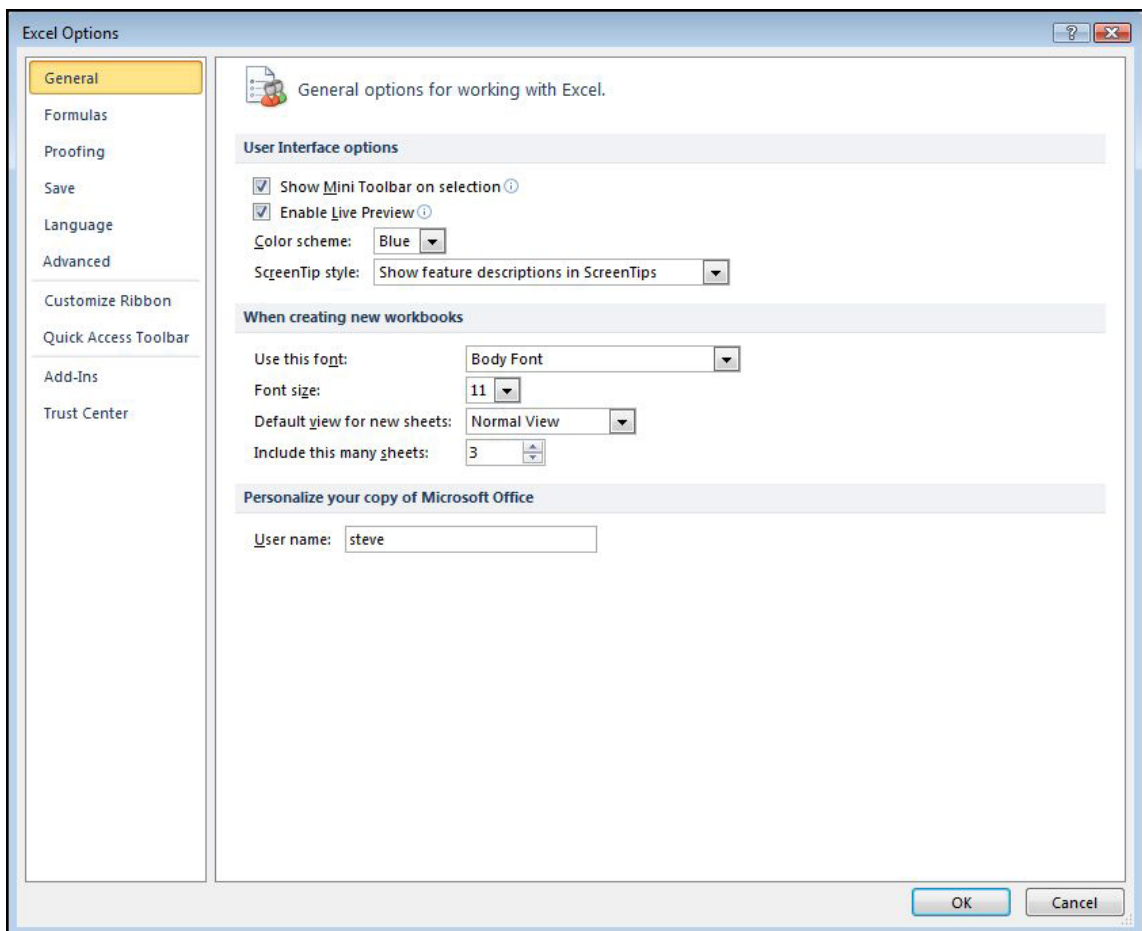 Excel Options
General
Formulas
Proofing
Save
Language
Advanced
Customize Ribbon
Quick Access Toolbar
Add-Ins
Trust Center
General options for working with Excel.
User Interface options
Show Mini Toolbar on selection
Enable Live Preview
Color scheme: Blue
ScreenTip style: Show feature descriptions in ScreenTips
When creating new workbooks
Use this font: Body Font
Font size: 11
Default view for new sheets: Normal View
Include this many sheets: 3
Personalize your copy of Microsoft Office
User name: steve
OK Cancel